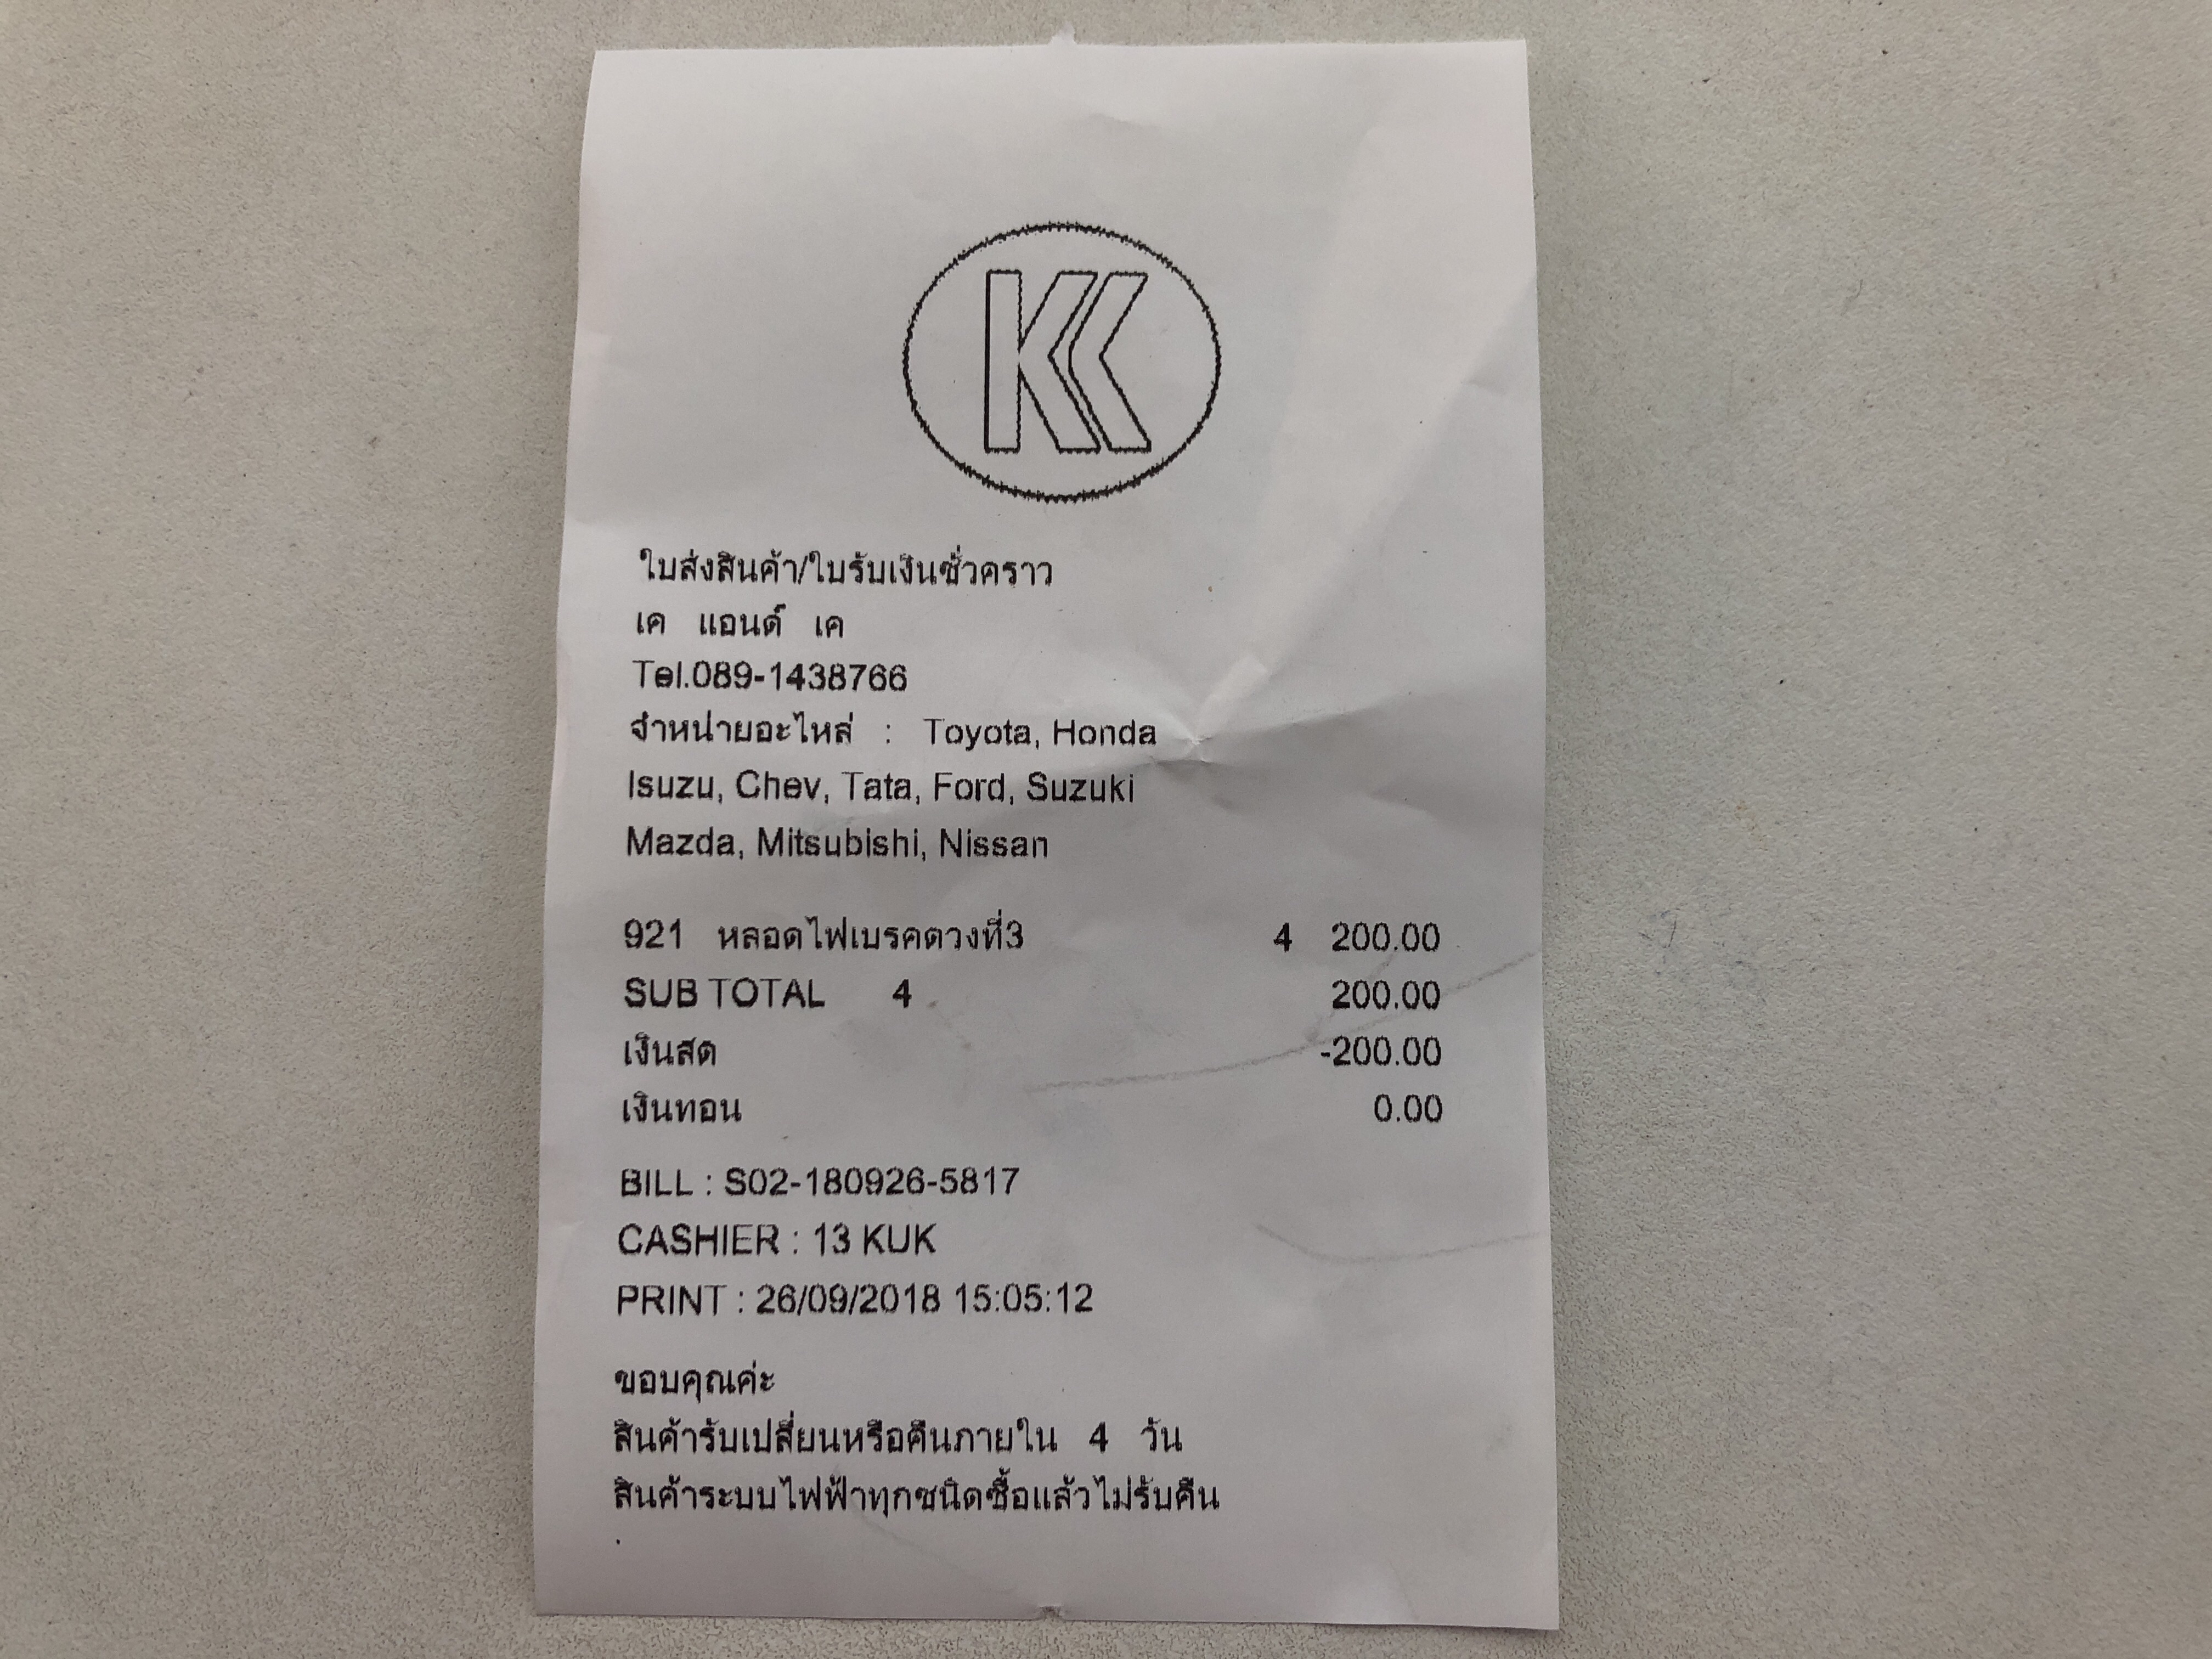 KK
ใบส่งสินค้า/ใบรับเงินชั่วคราว
เค แอนด์ เค
Tel.089-1438766
จำหน่ายอะไหล่ : Toyota, Honda
Isuzu, Chev, Tata, Ford, Suzuki
Mazda, Mitsubishi, Nissan
921 หลอดไฟเบรคดวงที่3 4 200.00
SUB TOTAL 4 200.00
เงินสด -200.00
เงินทอน 0.00
BILL : S02-180926-5817
CASHIER : 13 KUK
PRINT : 26/09/2018 15:05:12
ขอบคุณค่ะ
สินค้ารับเปลี่ยนหรือคืนภายใน 4 วัน
สินค้าระบบไฟฟ้าทุกชนิดซื้อแล้วไม่รับคืน
.